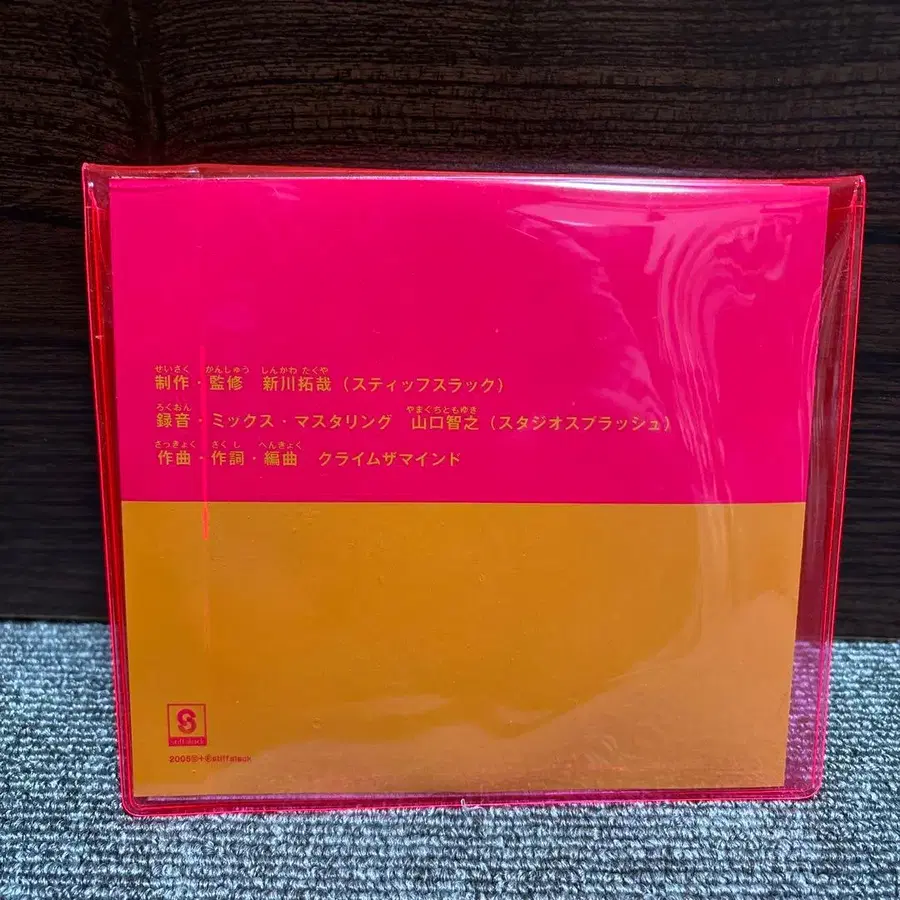 せいさく かんしゅう しんかわ たくや
制作・監修 新川拓哉(スティッフスラック)
ろくおん やまぐちともゆき
録音・ミックス・マスタリング 山口智之(スタジオスプラッシュ)
さっきょく さくし へんきょく
作曲・作詞・編曲 クライムザマインド
S
stiffslack
2005Ⓒ+Ⓟstiffslack